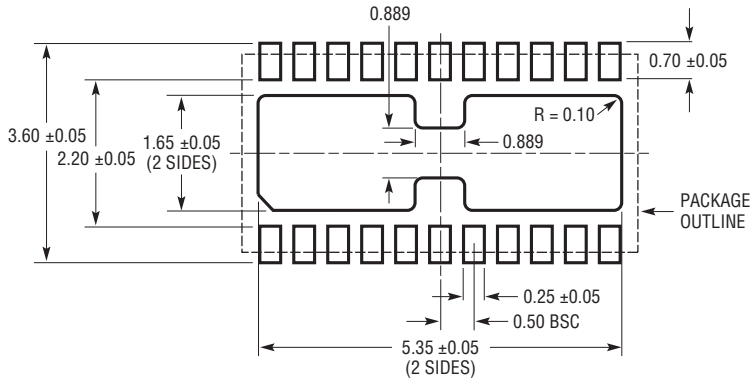 0.889
0.70 ±0.05
3.60 ±0.05
2.20 ±0.05
1.65 ±0.05
(2 SIDES)
R = 0.10
0.889
PACKAGE
OUTLINE
0.25 ±0.05
0.50 BSC
5.35 ±0.05
(2 SIDES)